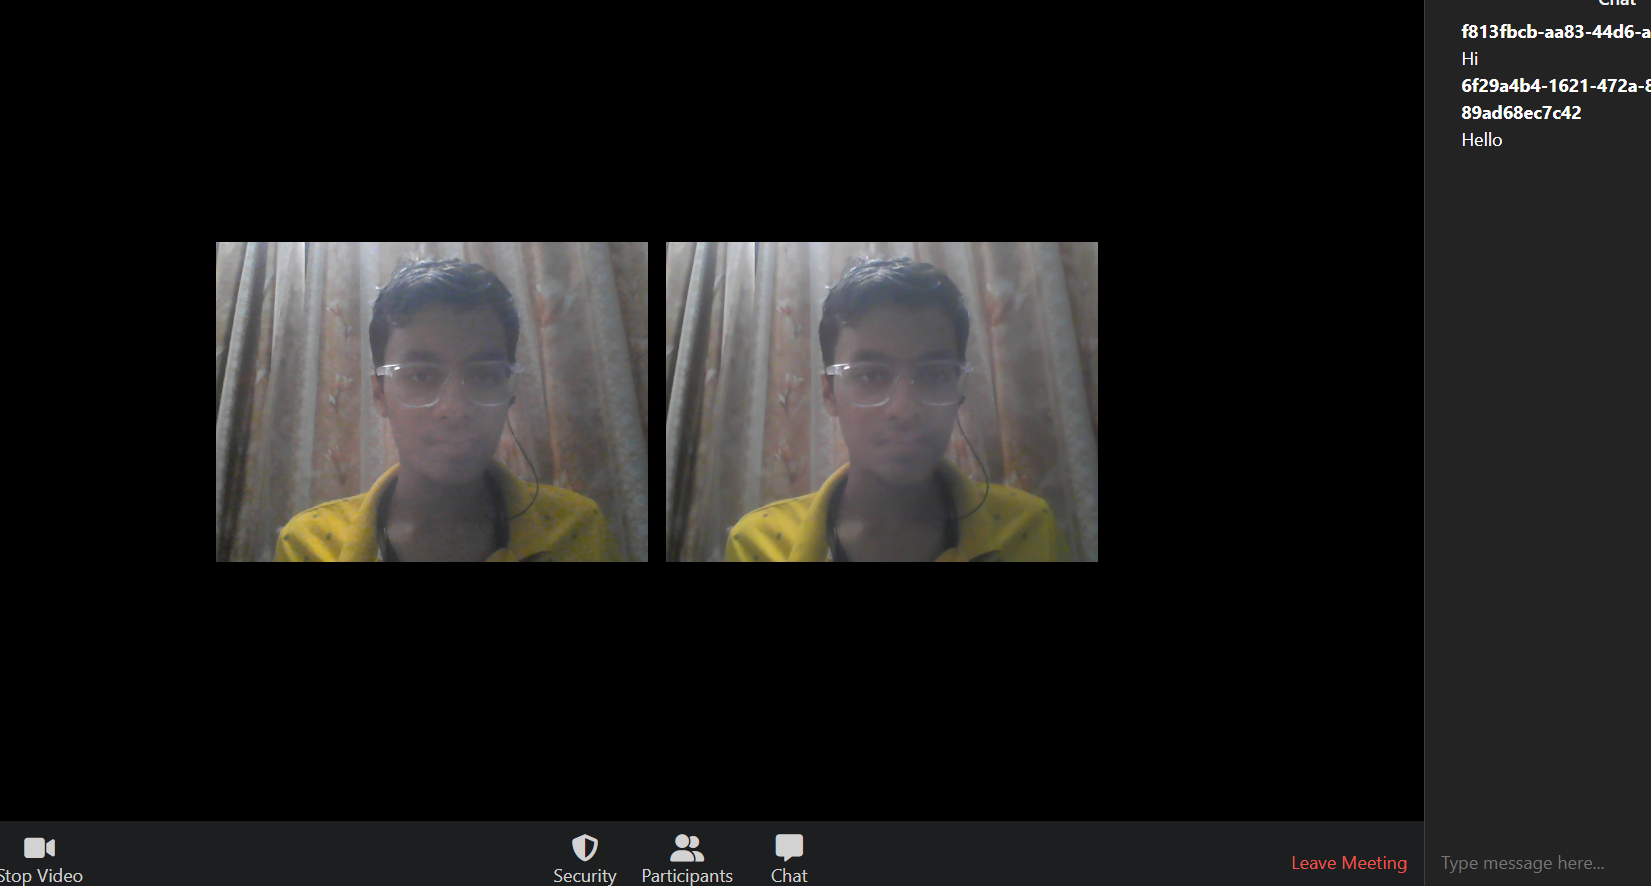 Chat
f813fbcb-aa83-44d6-a
Hi
6f29a4b4-1621-472a-8
89ad68ec7c42
Hello
Stop Video
Security
Participants
Chat
Leave Meeting
Type message here...